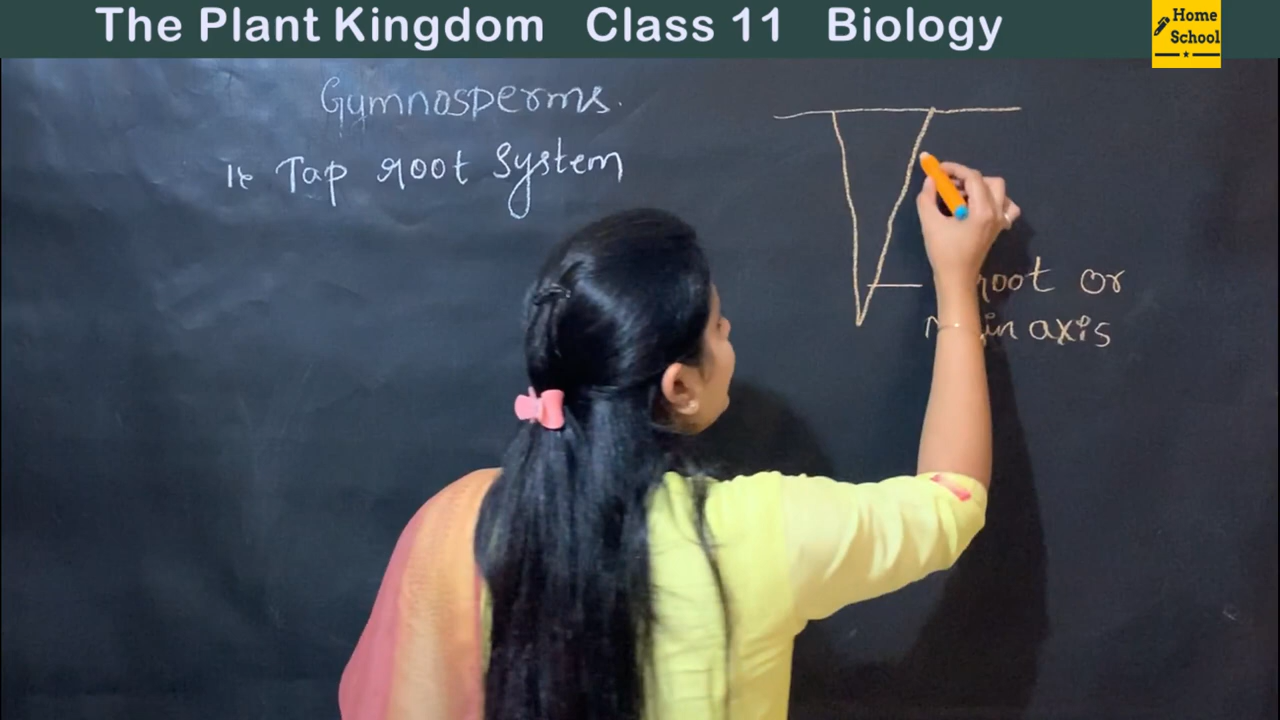 The Plant Kingdom Class 11 Biology
Home
School
Gymnosperms.
1* Tap root System
root or
axis